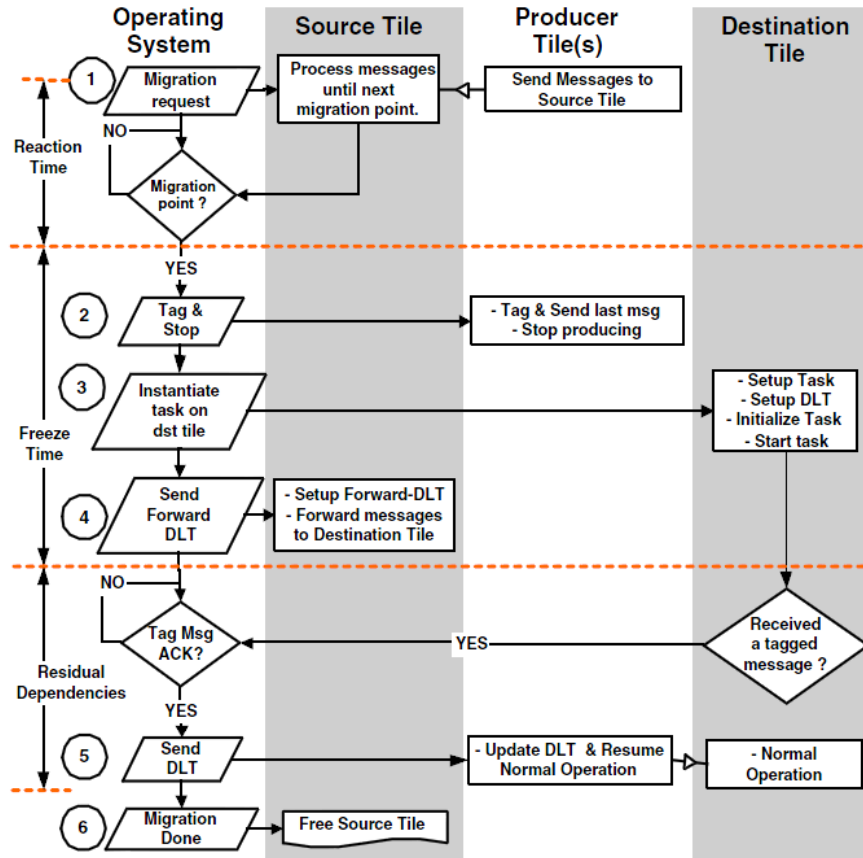 Operating
System
Source Tile
Producer
Tile(s)
Destination
Tile
1
Migration
request
Process messages
until next
migration point.
Send Messages to
Source Tile
NO
Reaction
Time
Migration
point ?
YES
2
Tag &
Stop
- Tag & Send last msg
- Stop producing
3
Instantiate
task on
dst tile
- Setup Task
- Setup DLT
- Initialize Task
- Start task
Freeze
Time
4
Send
Forward
DLT
- Setup Forward-DLT
- Forward messages
to Destination Tile
NO
Tag Msg
ACK?
YES
Received
a tagged
message ?
Residual
Dependencies
YES
5
Send
DLT
- Update DLT & Resume
Normal Operation
- Normal
Operation
6
Migration
Done
Free Source Tile